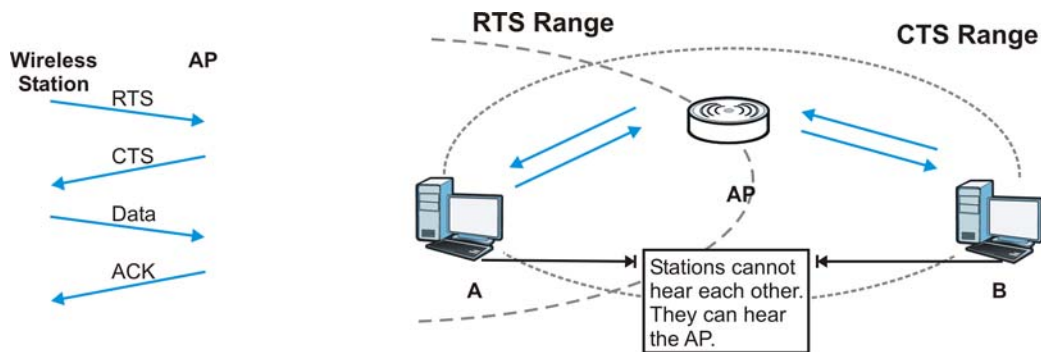 Wireless
Station
AP
RTS
CTS
Data
ACK
RTS Range
CTS Range
AP
A
B
Stations cannot
hear each other.
They can hear
the AP.